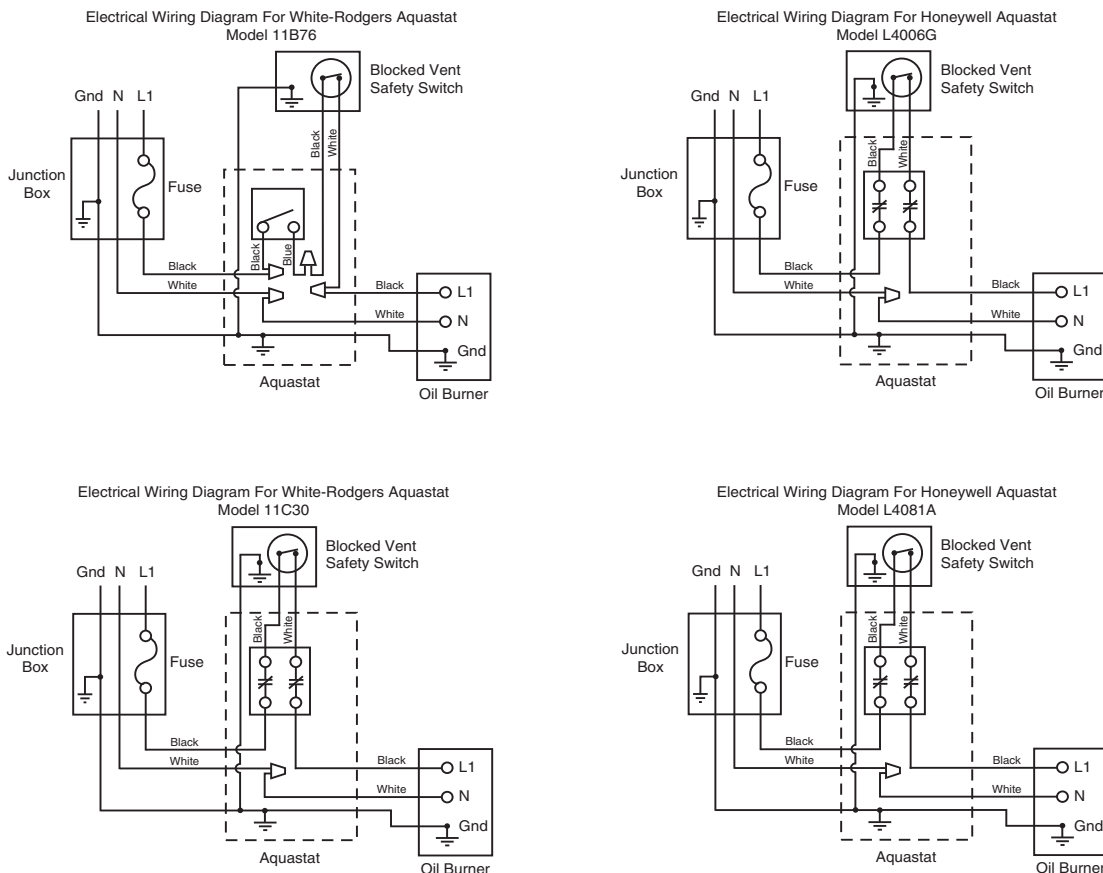 Electrical Wiring Diagram For White-Rodgers Aquastat
Model 11B76
Blocked Vent
Safety Switch
Gnd N L1
Black
White
Junction
Box
Fuse
Black
Blue
Black
White
Black
L1
White
N
Gnd
Aquastat
Oil Burner
Electrical Wiring Diagram For Honeywell Aquastat
Model L4006G
Blocked Vent
Safety Switch
Gnd N L1
Black
White
Junction
Box
Fuse
Black
White
Black
L1
White
N
Gnd
Aquastat
Oil Burner
Electrical Wiring Diagram For White-Rodgers Aquastat
Model 11C30
Blocked Vent
Safety Switch
Gnd N L1
Black
White
Junction
Box
Fuse
Black
White
Black
L1
White
N
Gnd
Aquastat
Oil Burner
Electrical Wiring Diagram For Honeywell Aquastat
Model L4081A
Blocked Vent
Safety Switch
Gnd N L1
Black
White
Junction
Box
Fuse
Black
White
Black
L1
White
N
Gnd
Aquastat
Oil Burner